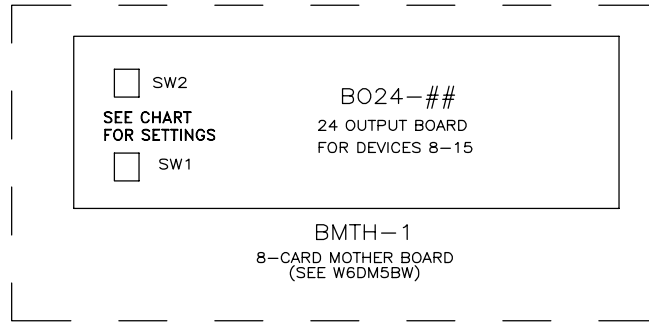 SW2
SEE CHART
FOR SETTINGS
SW1
BO24-##
24 OUTPUT BOARD
FOR DEVICES 8-15
BMTH-1
8-CARD MOTHER BOARD
(SEE W6DM5BW)